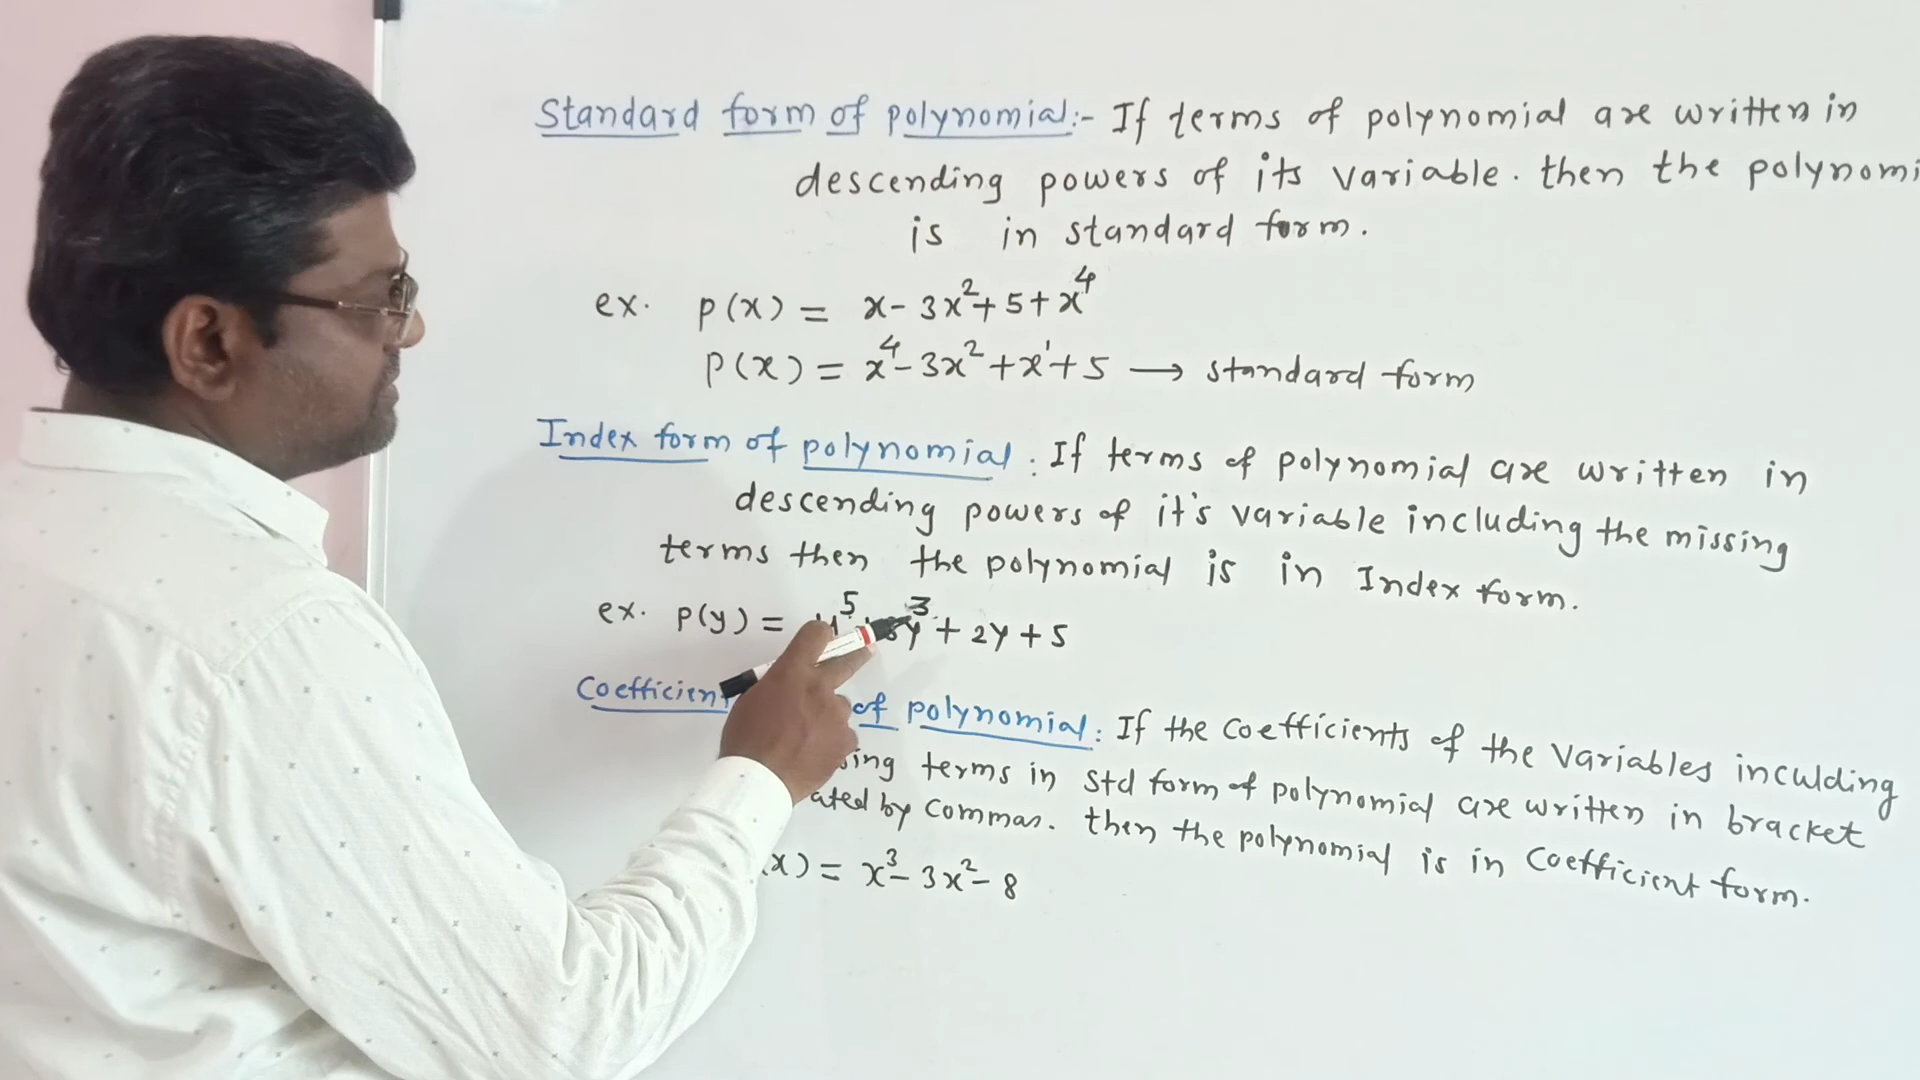 Standard form of polynomial:- If terms of polynomial are written in
descending powers of its variable. then the polynomi
is in standard form.
ex. p(x) = x - 3x² + 5 + x⁴
p(x) = x⁴ - 3x² + x¹ + 5 → standard form
Index form of polynomial: If terms of polynomial are written in
descending powers of it's variable including the missing
terms then the polynomial is in Index form.
ex. p(y) = ⁵ y³ + 2y + 5
Coefficien of polynomial: If the coefficients of the variables inculding
ing terms in std form of polynomial are written in bracket
ated by commas. then the polynomial is in coefficient form.
x) = x³ - 3x² - 8